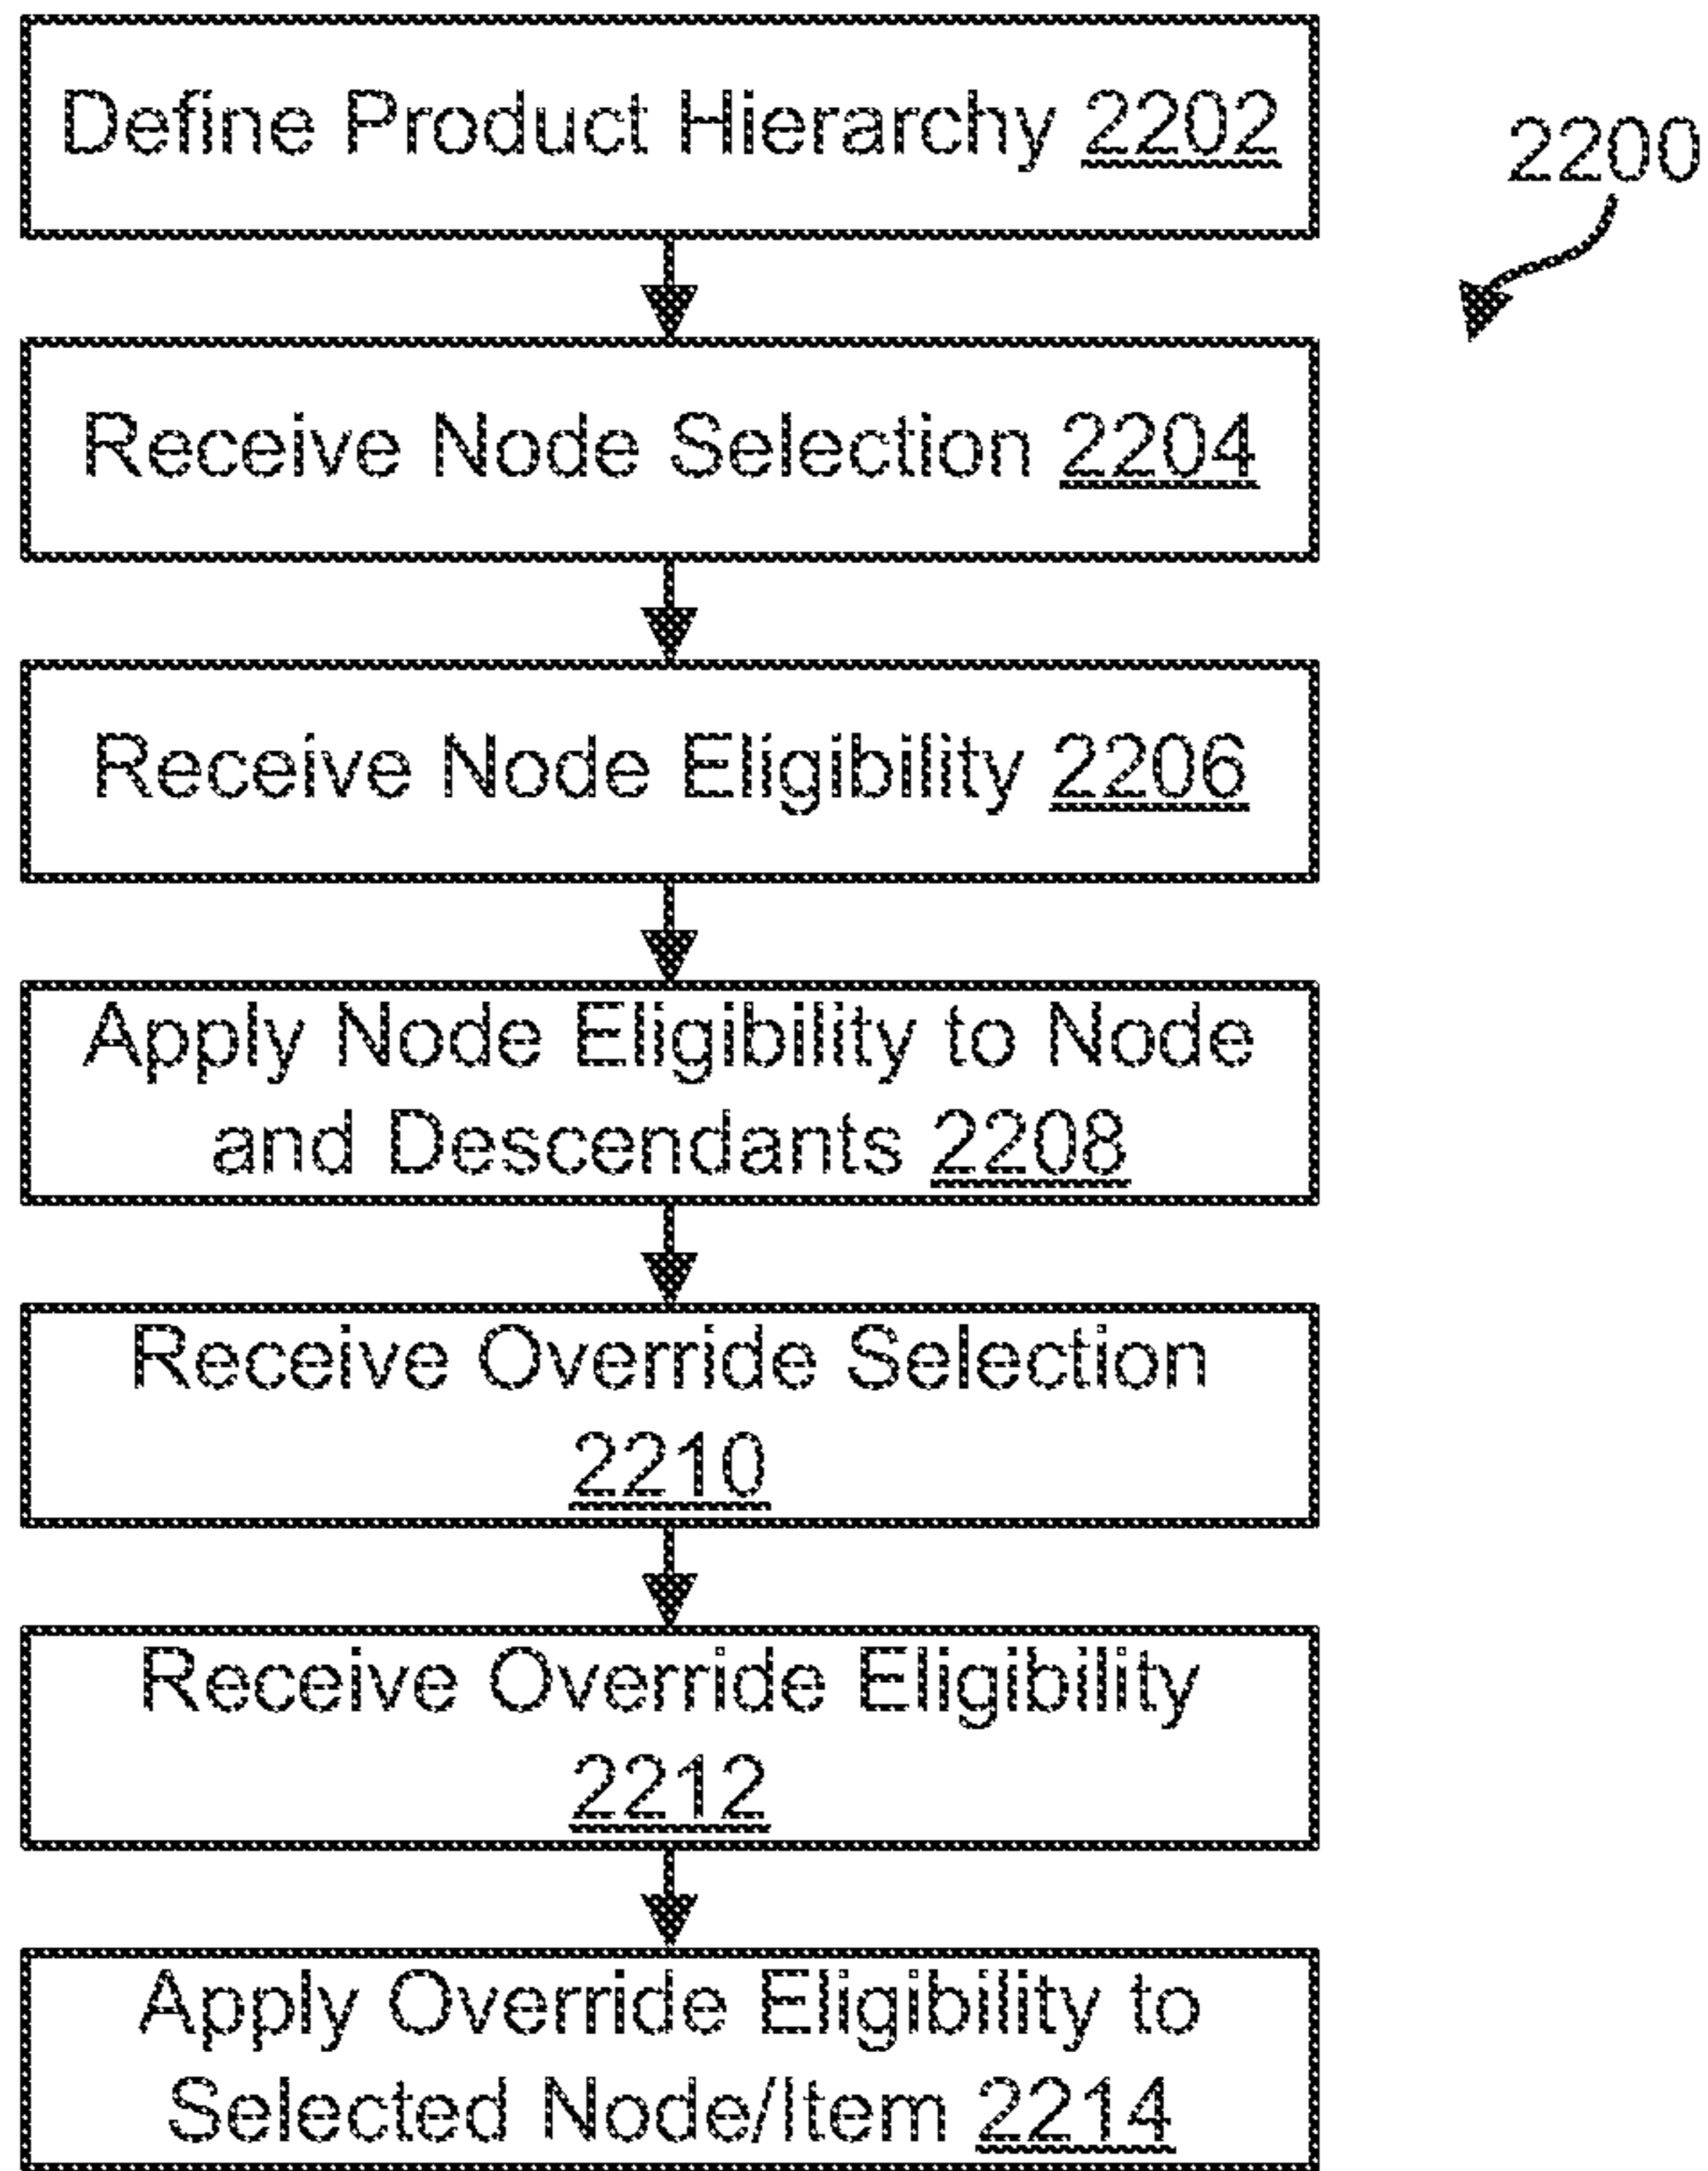 Define Product Hierarchy 2202
2200
Receive Node Selection 2204
Receive Node Eligibility 2206
Apply Node Eligibility to Node
and Descendants 2208
Receive Override Selection
2210
Receive Override Eligibility
2212
Apply Override Eligibility to
Selected Node/Item 2214